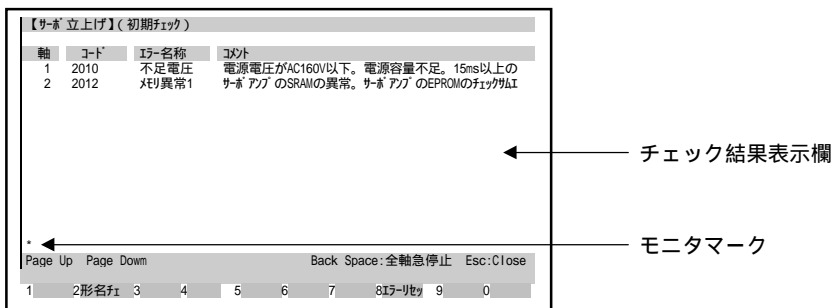 【ｻｰﾎﾞ立上げ】(初期ﾁｪｯｸ)
軸 ｺｰﾄﾞ ｴﾗｰ名称 ｺﾒﾝﾄ
1 2010 不足電圧 電源電圧がAC160V以下。電源容量不足。15ms以上の
2 2012 ﾒﾓﾘ異常1 ｻｰﾎﾞｱﾝﾌﾟのSRAMの異常。ｻｰﾎﾞｱﾝﾌﾟのEPROMのﾁｪｯｸｻﾑｴ
チェック結果表示欄
*
モニタマーク
Page Up Page Down Back Space:全軸急停止 Esc:Close
1 2形名ﾁｪ 3 4 5 6 7 8ｴﾗｰﾘｾｯ 9 0